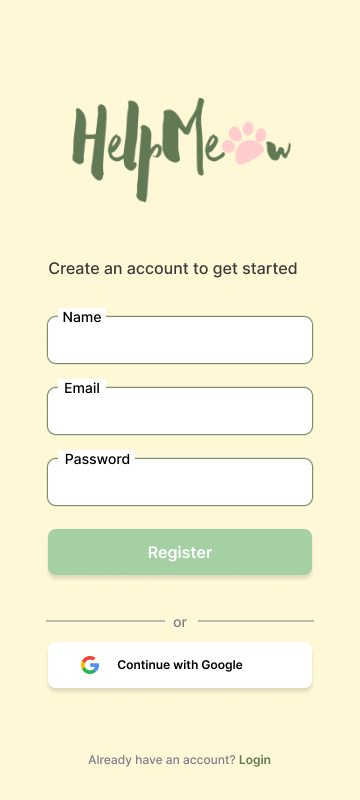 HelpMeow
Create an account to get started
Name
Email
Password
Register
or
Continue with Google
Already have an account? Login